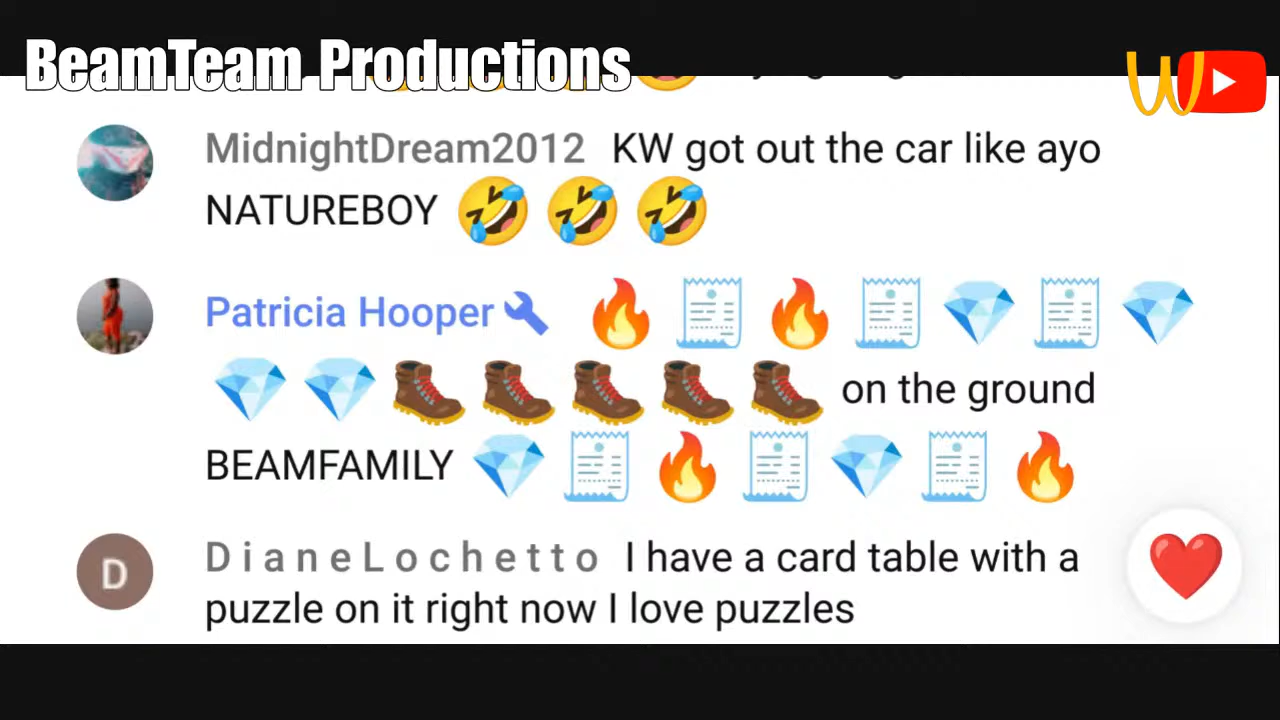 BeamTeam Productions
MidnightDream2012 KW got out the car like ayo
NATUREBOY 🤣 🤣 🤣
Patricia Hooper🔧 🔥 🧾 🔥 🧾 💎 🧾 💎
💎 💎 🥾 🥾 🥾 🥾 🥾 on the ground
BEAMFAMILY 💎 🧾 🔥 🧾 💎 🧾 🔥
D
D i a n e L o c h e t t o I have a card table with a
puzzle on it right now I love puzzles